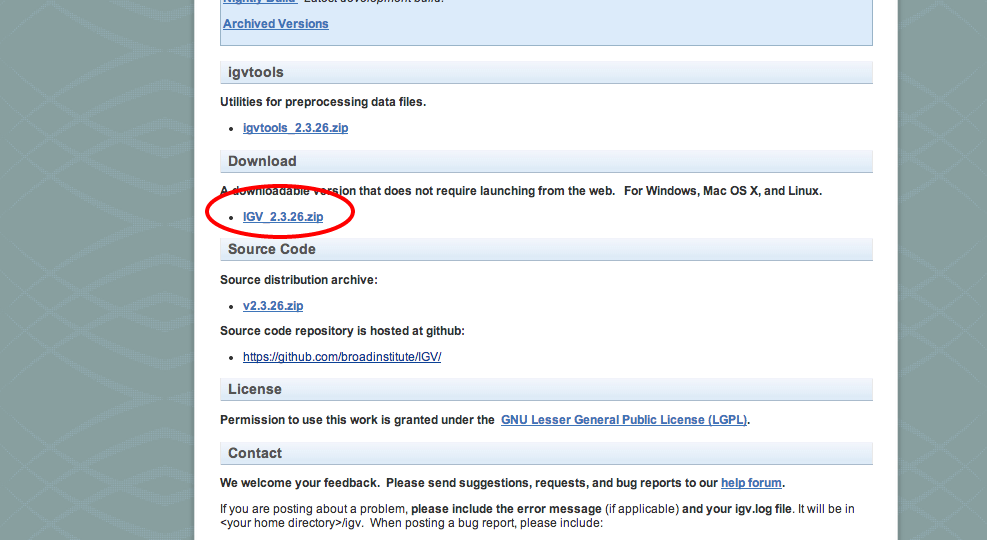 Nightly Build Latest development build.
Archived Versions
igvtools
Utilities for preprocessing data files.
• igvtools_2.3.26.zip
Download
A downloadable version that does not require launching from the web. For Windows, Mac OS X, and Linux.
• IGV_2.3.26.zip
Source Code
Source distribution archive:
• v2.3.26.zip
Source code repository is hosted at github:
• https://github.com/broadinstitute/IGV/
License
Permission to use this work is granted under the GNU Lesser General Public License (LGPL).
Contact
We welcome your feedback. Please send suggestions, requests, and bug reports to our help forum.
If you are posting about a problem, please include the error message (if applicable) and your igv.log file. It will be in
<your home directory>/igv. When posting a bug report, please include: